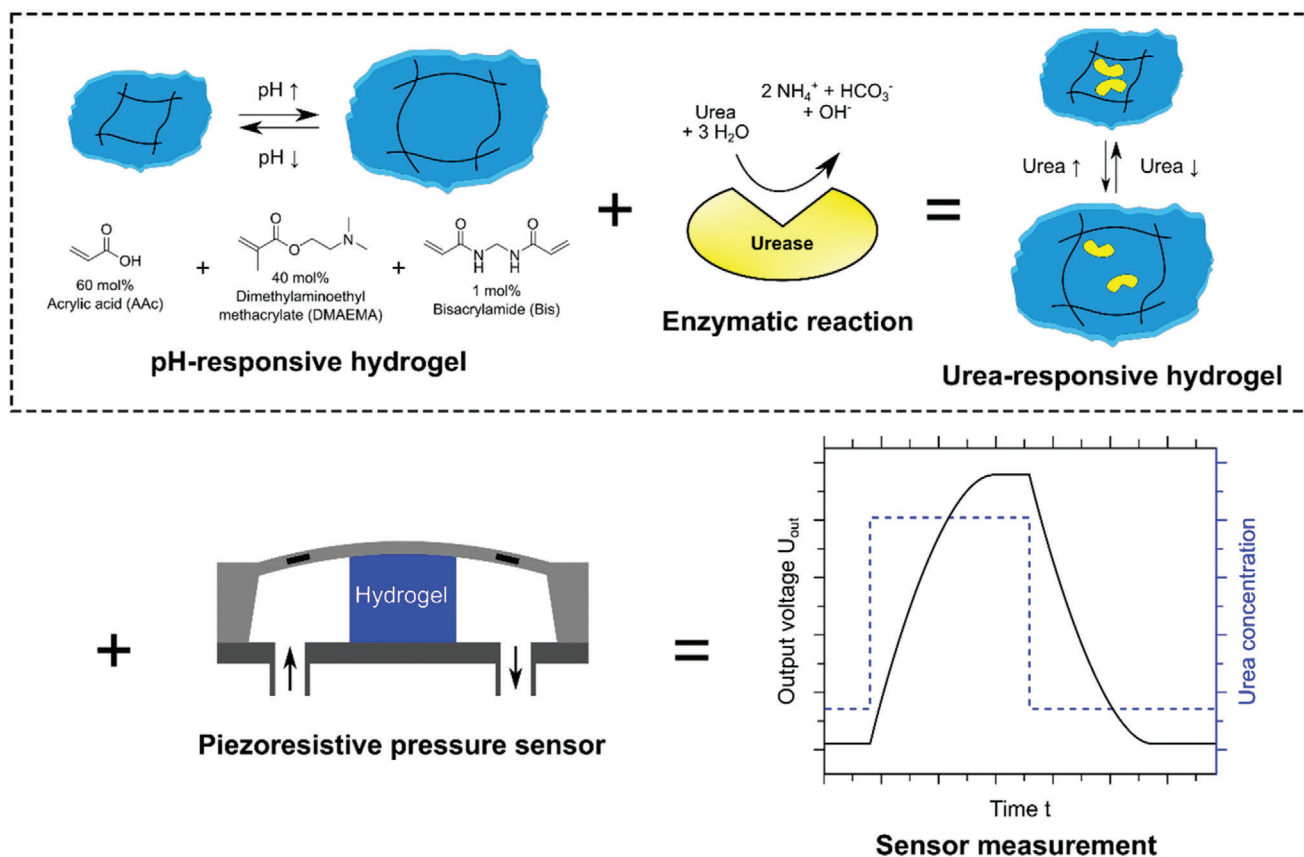 pH ↑
pH ↓
O
OH
60 mol%
Acrylic acid (AAc)
+
O
O
N
40 mol%
Dimethylaminoethyl
methacrylate (DMAEMA)
+
O
O
N
H
N
H
1 mol%
Bisacrylamide (Bis)
pH-responsive hydrogel
+
Urea
+ 3 H₂O
2 NH₄⁺ + HCO₃⁻
+ OH⁻
Urease
Enzymatic reaction
=
Urea ↑
Urea ↓
Urea-responsive hydrogel
+
Hydrogel
Piezoresistive pressure sensor
=
Output voltage Uout
Urea concentration
Time t
Sensor measurement